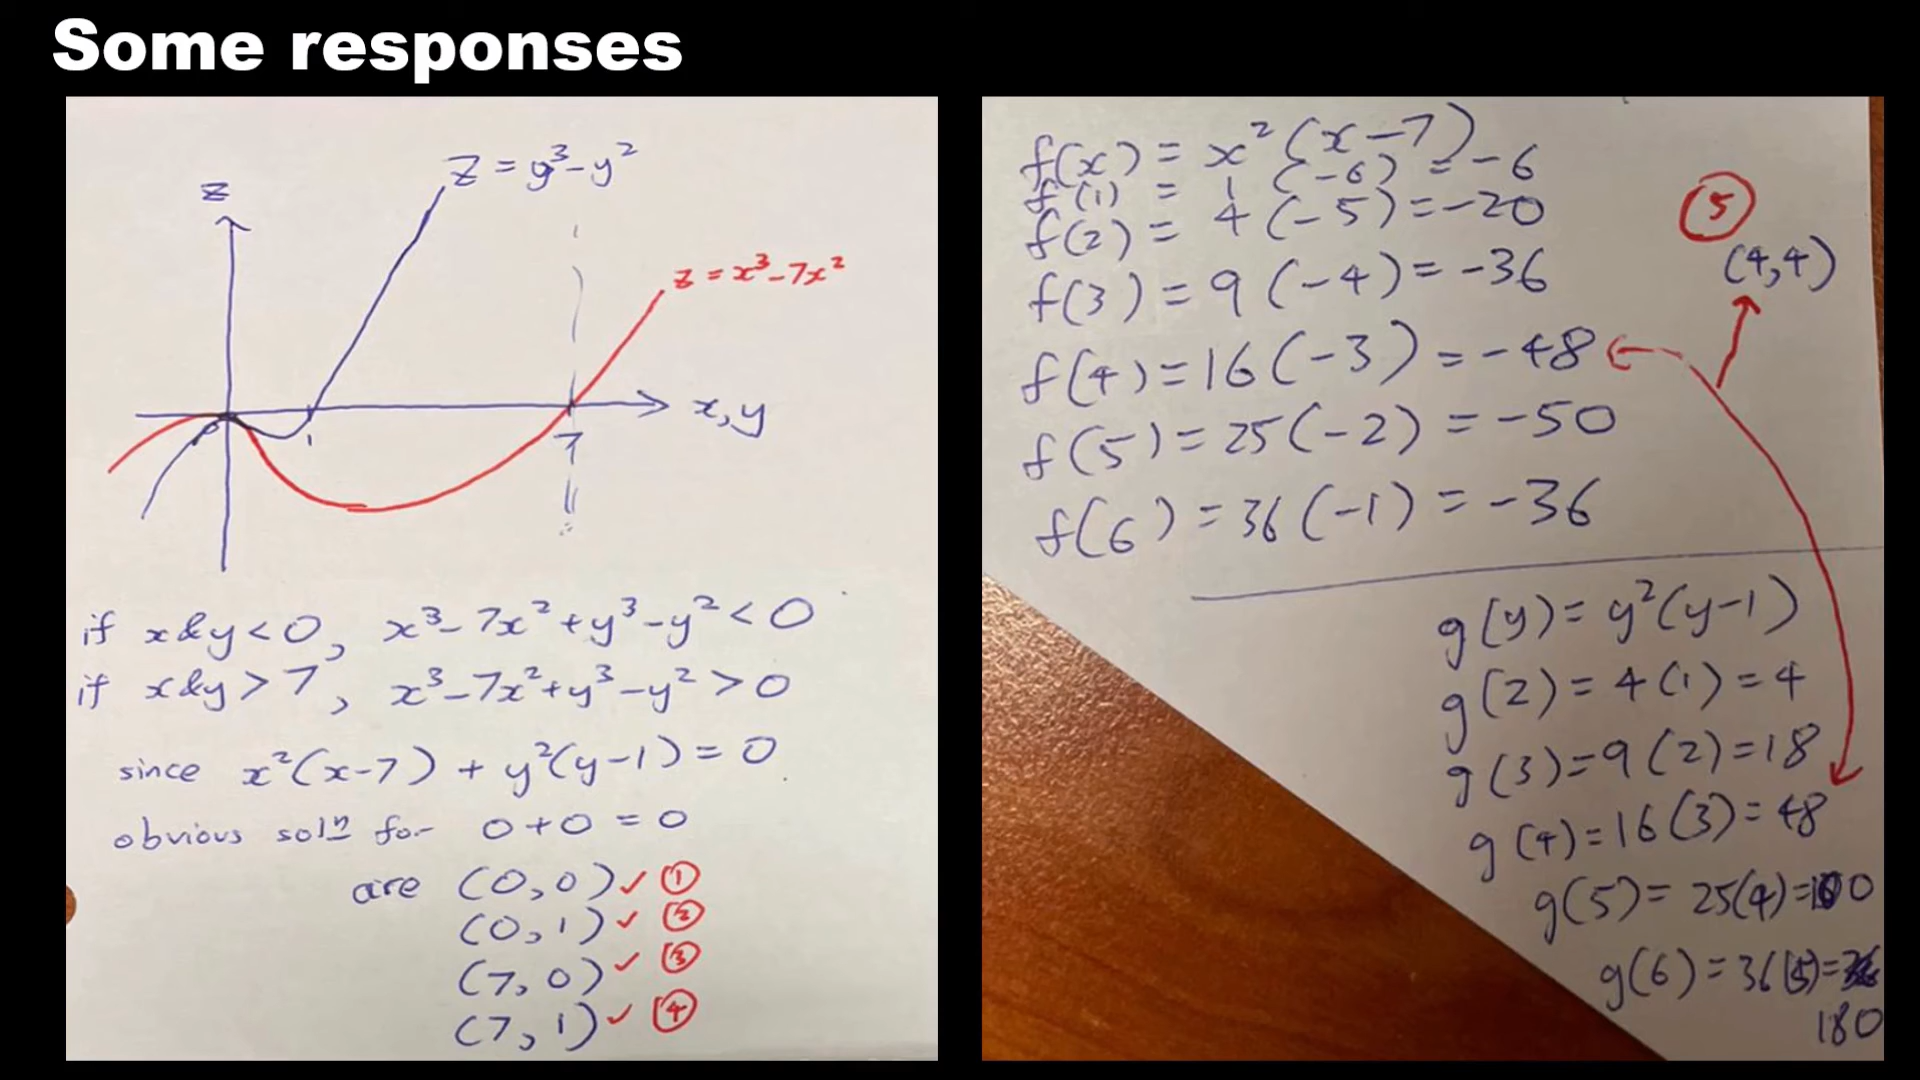 Some responses
z = y³-y²
z
z = x³-7x²
x,y
1
7
if x&y<0, x³-7x²+y³-y²<0
if x&y>7, x³-7x²+y³-y²>0
since x²(x-7) + y²(y-1) = 0.
obvious solⁿ for 0+0 = 0
are (0,0) ✓ ①
(0,1) ✓ ②
(7,0) ✓ ③
(7,1) ✓ ④
f(x) = x²(x-7)
f(1) = 1 (-6) = -6
f(2) = 4 (-5) = -20
f(3) = 9 (-4) = -36
f(4) = 16 (-3) = -48
f(5) = 25 (-2) = -50
f(6) = 36 (-1) = -36
⑤
(4,4)
g(y) = y²(y-1)
g(2) = 4(1) = 4
g(3) = 9(2) = 18
g(4) = 16(3) = 48
g(5) = 25(4) = 100
g(6) = 36(5) =
180